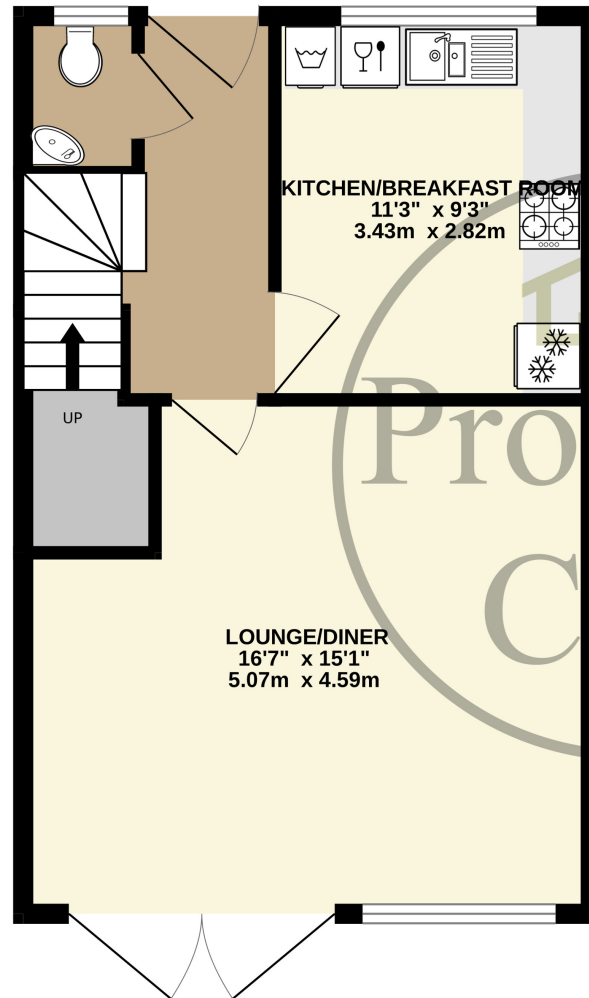 KITCHEN/BREAKFAST ROOM
11'3" x 9'3"
3.43m x 2.82m
Pro
UP
C
LOUNGE/DINER
16'7" x 15'1"
5.07m x 4.59m